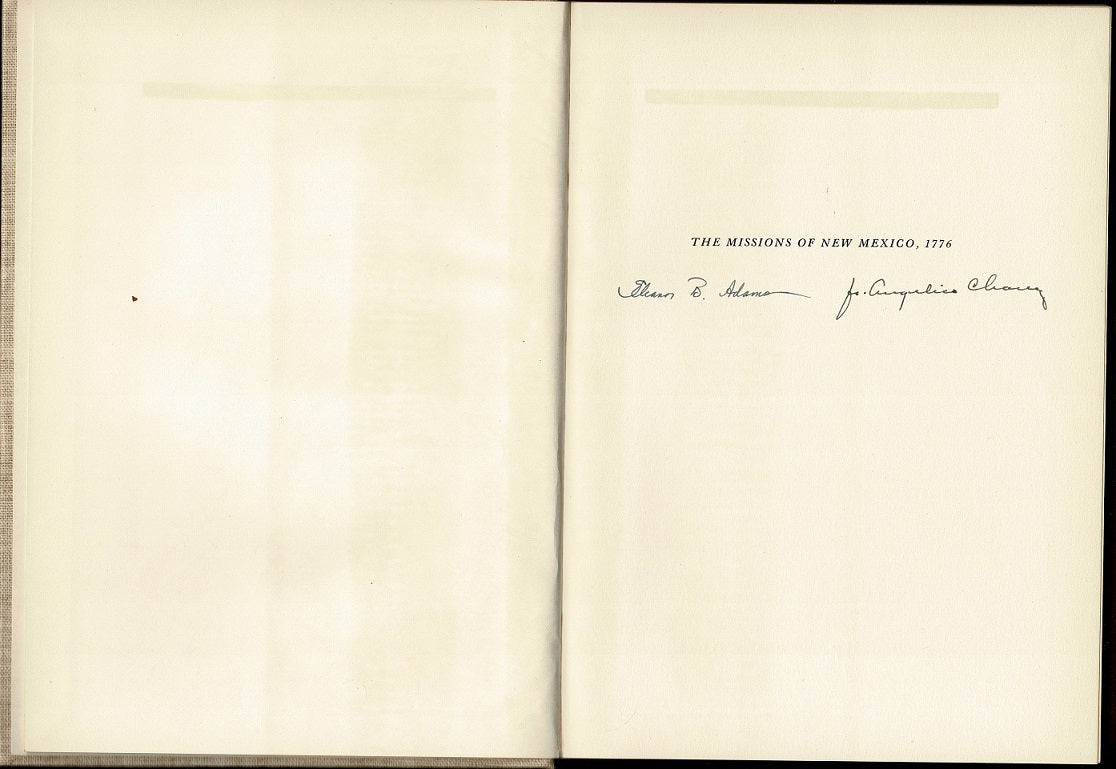 THE MISSIONS OF NEW MEXICO, 1776
Eleanor B. Adams fr. Angelico Chavez